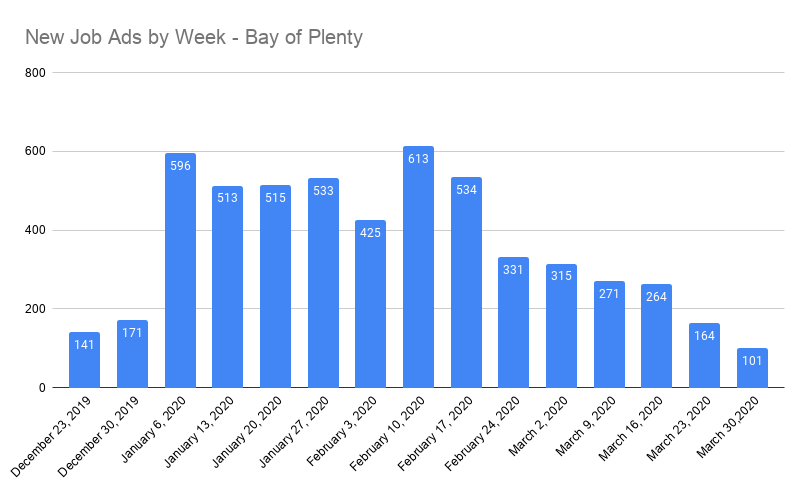 New Job Ads by Week - Bay of Plenty
800
600
400
200
0
141
171
596
513
515
533
425
613
534
331
315
271
264
164
101
December 23, 2019
December 30, 2019
January 6, 2020
January 13, 2020
January 20, 2020
January 27, 2020
February 3, 2020
February 10, 2020
February 17, 2020
February 24, 2020
March 2, 2020
March 9, 2020
March 16, 2020
March 23, 2020
March 30,2020